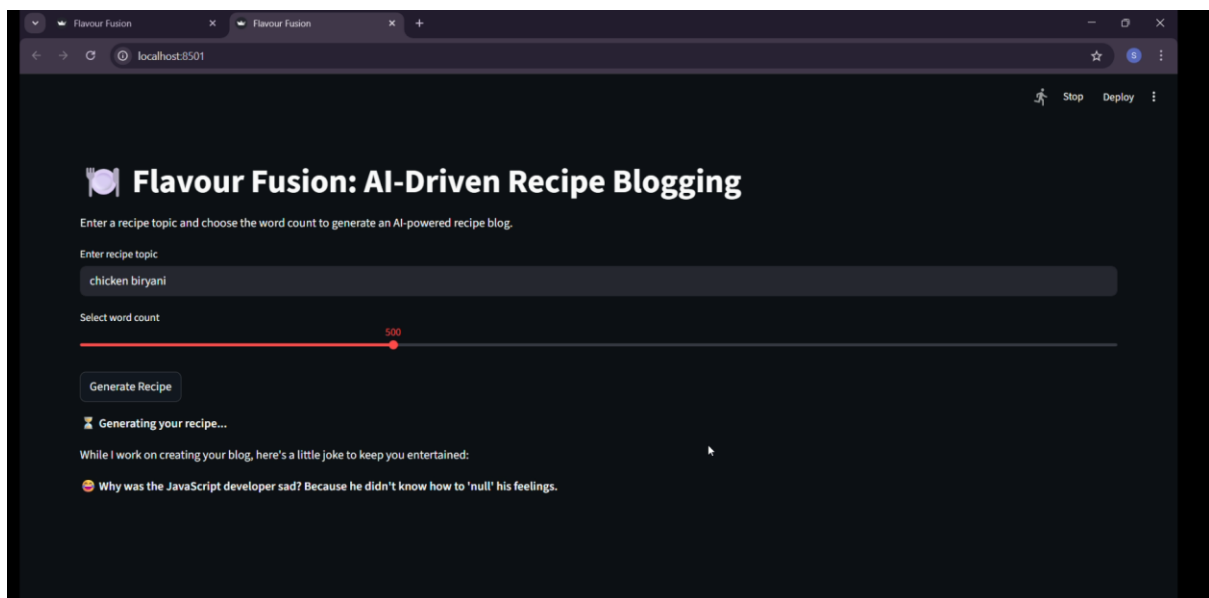 Flavour Fusion
Flavour Fusion
localhost:8501
S
Stop Deploy
Flavour Fusion: AI-Driven Recipe Blogging
Enter a recipe topic and choose the word count to generate an AI-powered recipe blog.
Enter recipe topic
chicken biryani
Select word count
500
Generate Recipe
Generating your recipe...
While I work on creating your blog, here's a little joke to keep you entertained:
Why was the JavaScript developer sad? Because he didn't know how to 'null' his feelings.